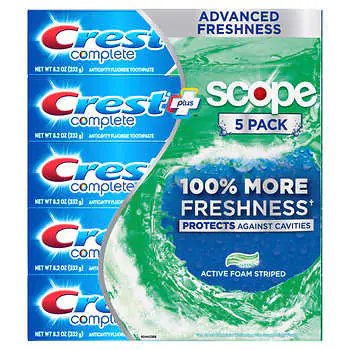 ADVANCED
FRESHNESS
Crest
complete
NET WT 8.2 OZ (232 g) ANTICAVITY FLUORIDE TOOTHPASTE
Crest plus scope
complete
5 PACK
NET WT 8.2 OZ (232 g) ANTICAVITY FLUORIDE TOOTHPASTE
Crest
complete
NET WT 8.2 OZ (232 g) ANTICAVITY FLUORIDE TOOTHPASTE
100% MORE
FRESHNESS†
PROTECTS AGAINST CAVITIES
Crest
complete
NET WT 8.2 OZ (232 g) ANTICAVITY FLUORIDE
ACTIVE FOAM STRIPED
Crest
compl
NET WT 8.2 OZ (232 g) ANTICAVITY FLUORIDE